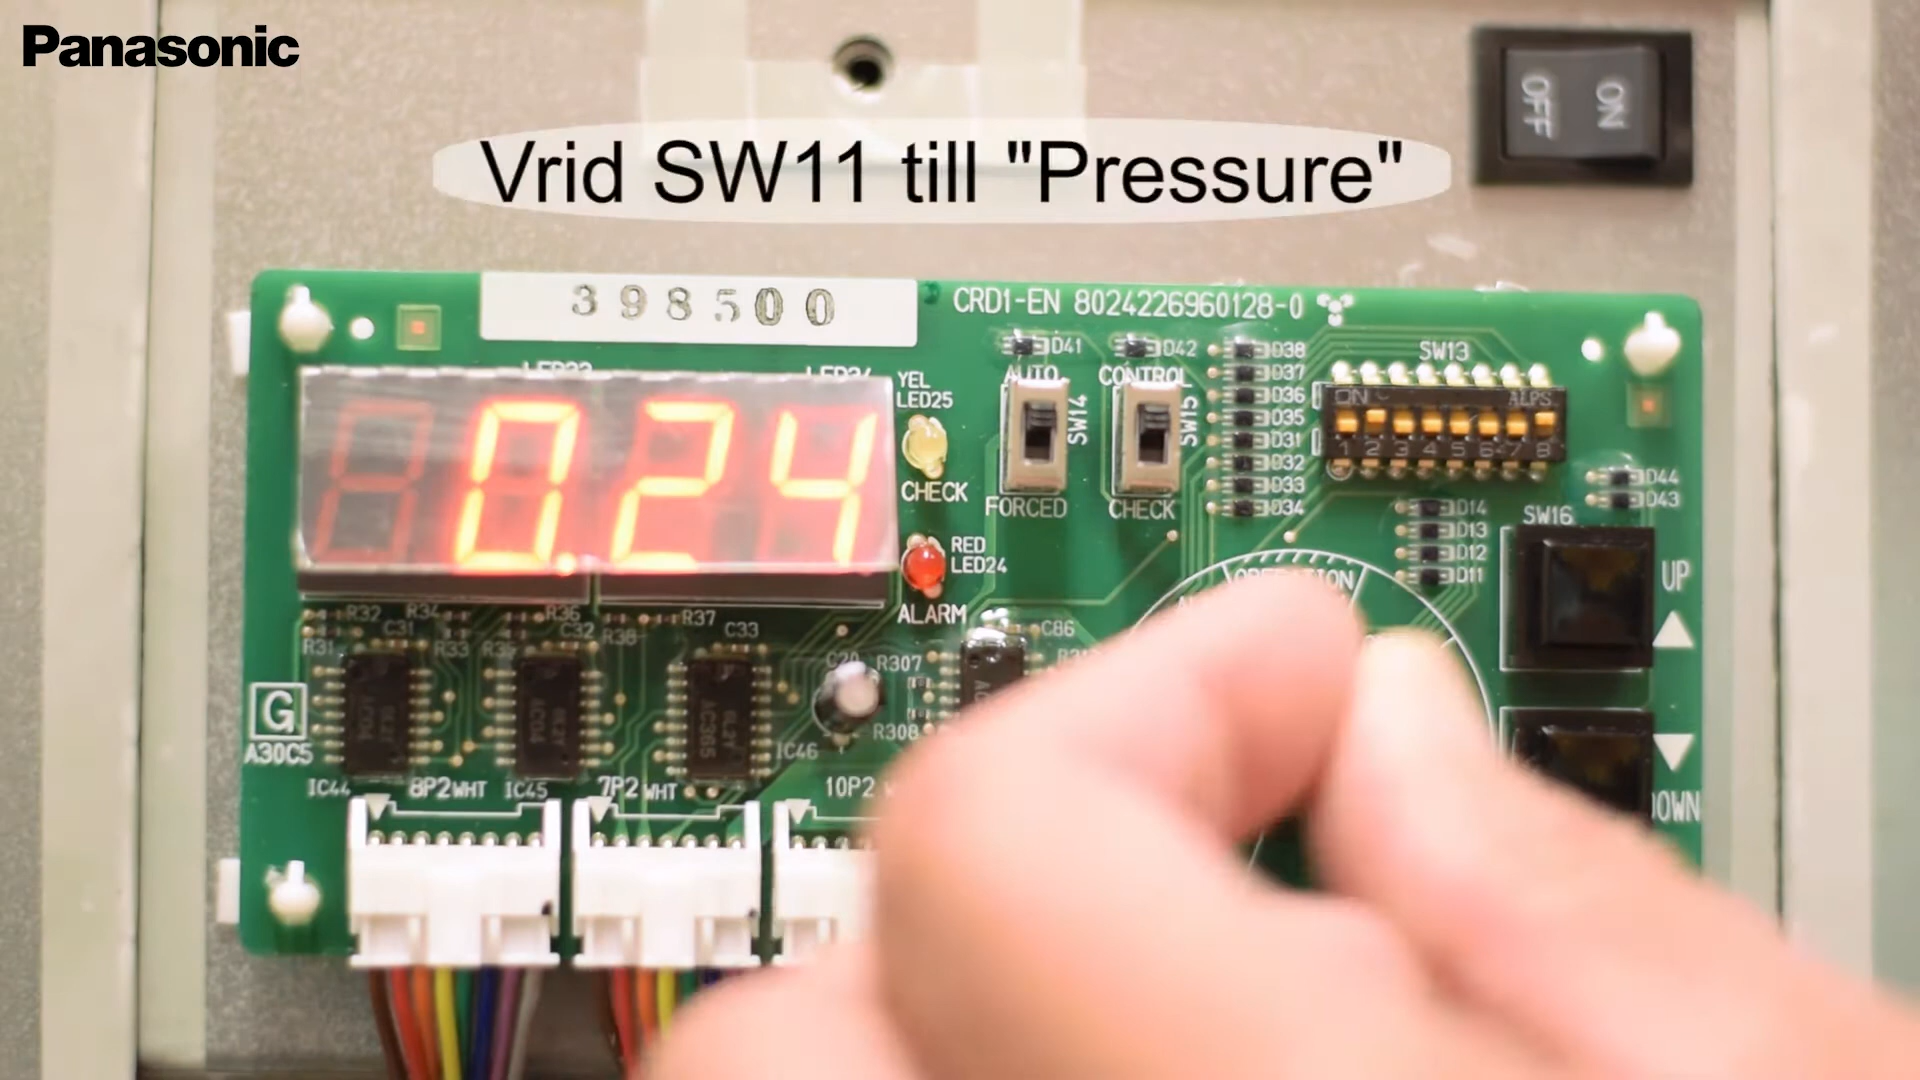 Panasonic
OFF
ON
Vrid SW11 till "Pressure"
398500
CRD1-EN 8024226960128-0
D41
D42
D38
SW13
D37
AUTO
CONTROL
YEL
LED25
D36
ON
ALPS
SW14
SW15
D35
D31
0.24
1 2 3 4 5 6 7 8
D32
D44
CHECK
D33
D43
FORCED
CHECK
D34
D14
SW16
D13
RED
LED24
D12
UP
D11
ALARM
R32
R34
R36
R37
C31
C32
R38
C33
C86
R31
R33
R307
G
R308
A30C5
IC46
IC44
8P2 WHT
IC45
7P2 WHT
10P2